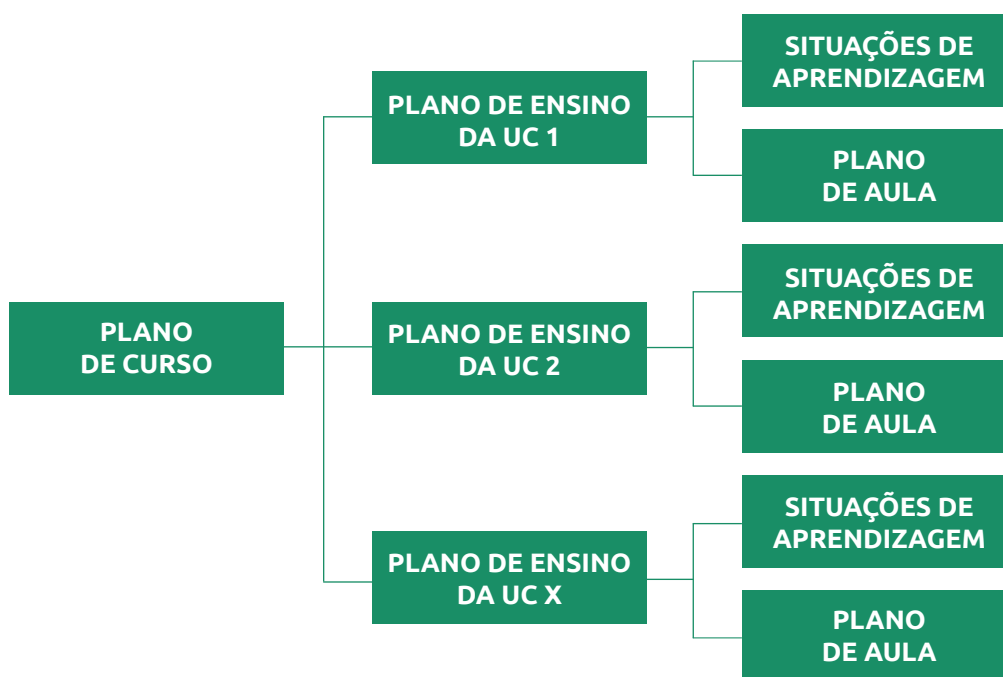 PLANO
DE CURSO
PLANO DE ENSINO
DA UC 1
SITUAÇÕES DE
APRENDIZAGEM
PLANO
DE AULA
PLANO DE ENSINO
DA UC 2
SITUAÇÕES DE
APRENDIZAGEM
PLANO
DE AULA
PLANO DE ENSINO
DA UC X
SITUAÇÕES DE
APRENDIZAGEM
PLANO
DE AULA